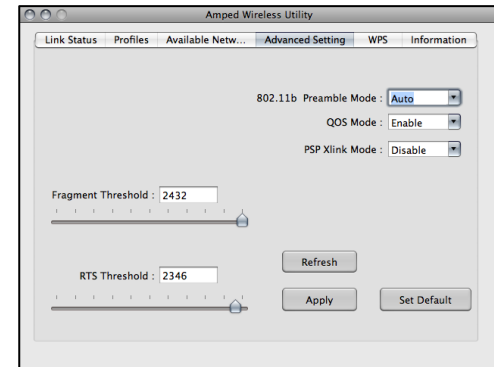 Amped Wireless Utility
Link Status Profiles Available Netw... Advanced Setting WPS Information
802.11b Preamble Mode : Auto
QOS Mode : Enable
PSP Xlink Mode : Disable
Fragment Threshold : 2432
Refresh
RTS Threshold : 2346
Apply Set Default